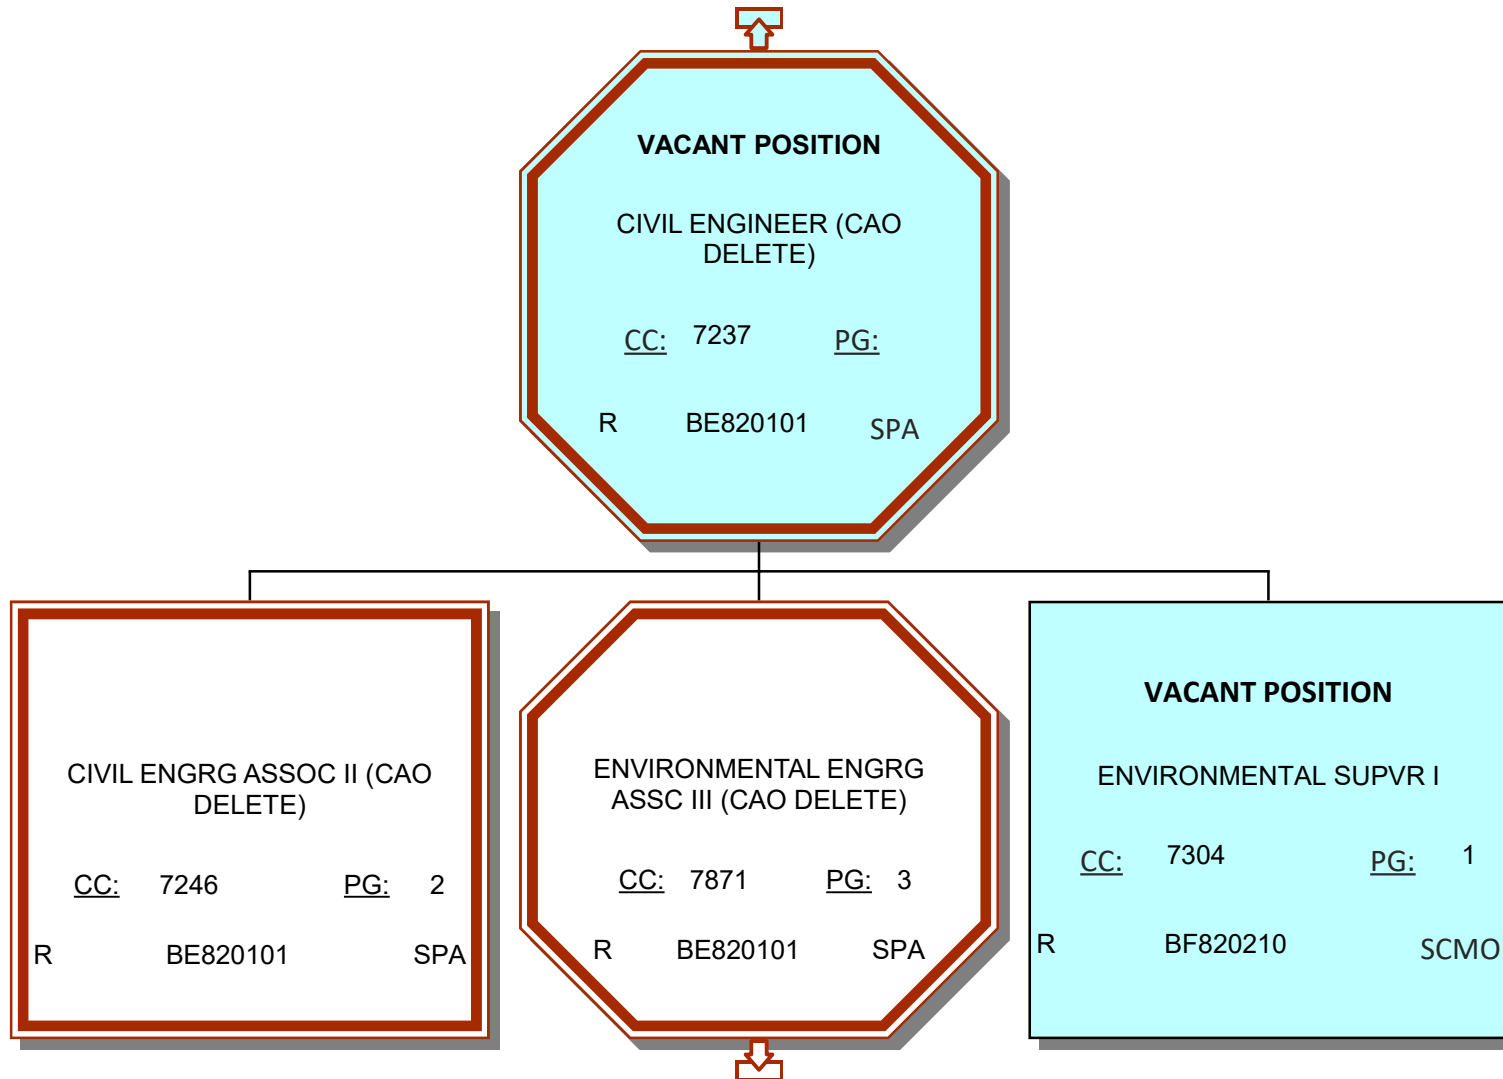 VACANT POSITION
CIVIL ENGINEER (CAO
DELETE)
CC: 7237 PG:
R BE820101 SPA
CIVIL ENGRG ASSOC II (CAO
DELETE)
CC: 7246 PG: 2
R BE820101 SPA
ENVIRONMENTAL ENGRG
ASSC III (CAO DELETE)
CC: 7871 PG: 3
R BE820101 SPA
VACANT POSITION
ENVIRONMENTAL SUPVR I
CC: 7304 PG: 1
R BF820210 SCMO